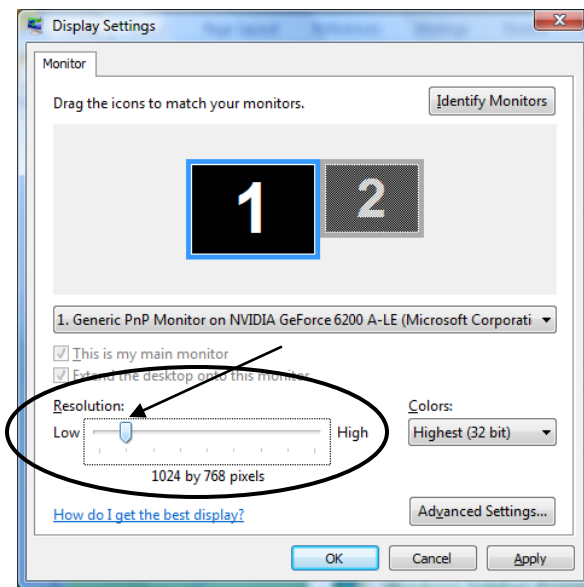 Display Settings
Monitor
Drag the icons to match your monitors.
Identify Monitors
1
2
1. Generic PnP Monitor on NVIDIA GeForce 6200 A-LE (Microsoft Corporati
This is my main monitor
Extend the desktop onto this monitor
Resolution:
Colors:
Low
High
Highest (32 bit)
1024 by 768 pixels
How do I get the best display?
Advanced Settings...
OK
Cancel
Apply